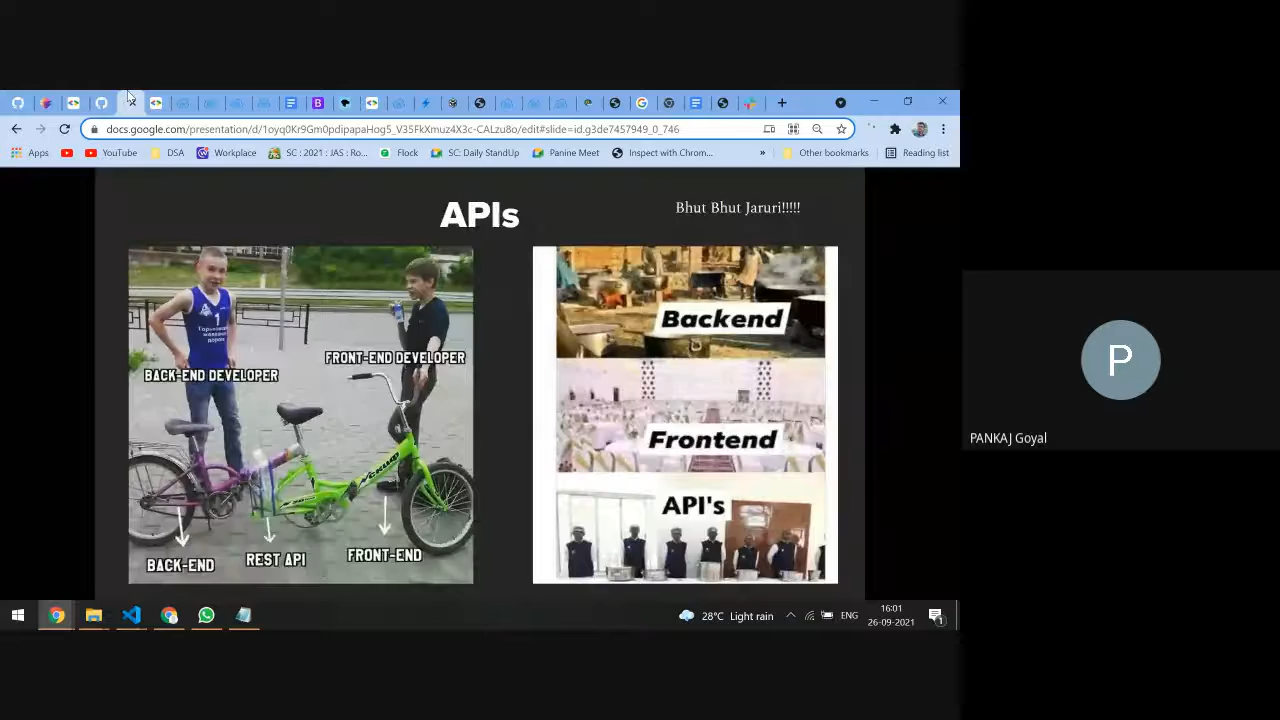 docs.google.com/presentation/d/1oyq0Kr9Gm0pdipapaHog5_V35FkXmuz4X3c-CALzu8o/edit#slide=id.g3de7457949_0_746
Apps YouTube DSA Workplace SC : 2021 : JAS : Ro... Flock SC: Daily StandUp Panine Meet Inspect with Chrom... » Other bookmarks Reading list
APIs
Bhut Bhut Jaruri!!!!!
1
BACK-END DEVELOPER
FRONT-END DEVELOPER
BACK-END
REST API
FRONT-END
Backend
Frontend
API's
P
PANKAJ Goyal
28°C Light rain
ENG
16:01
26-09-2021
1